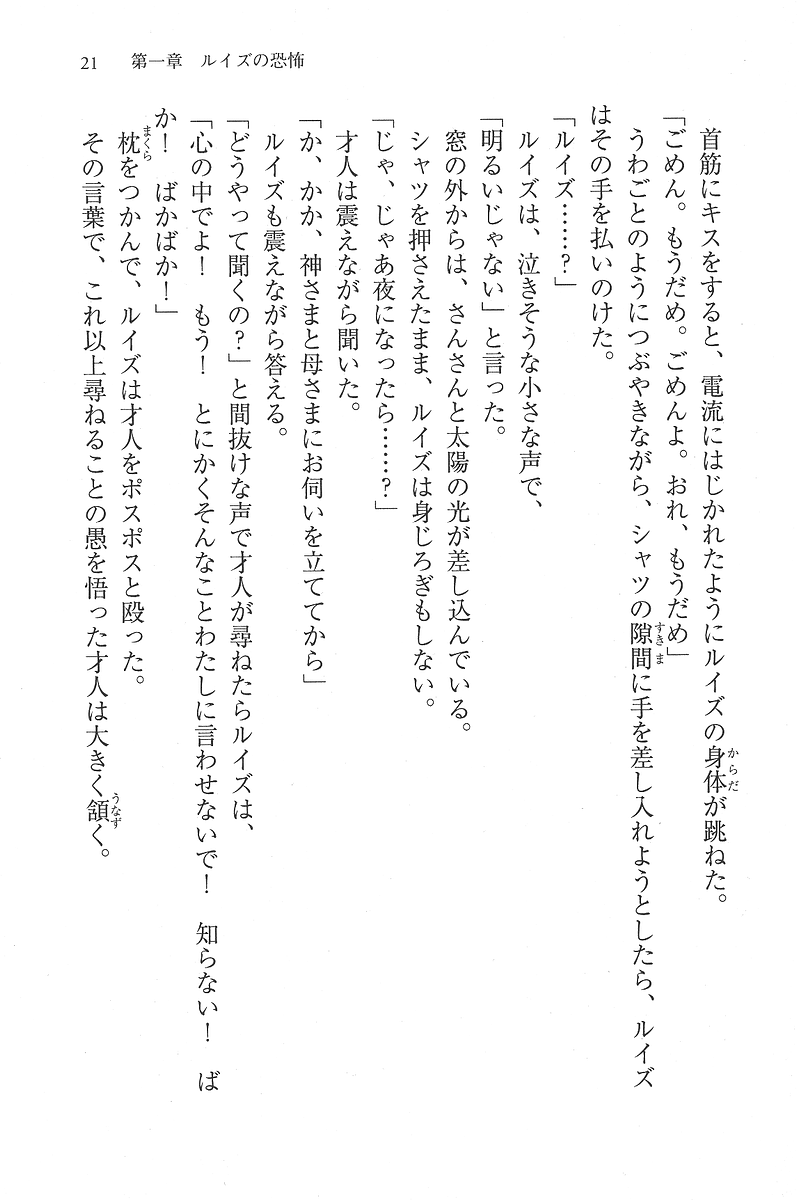 21　第一章　ルイズの恐怖
首筋にキスをすると、電流にはじかれたようにルイズの身体が跳ねた。
「ごめん。もうだめ。ごめんよ。おれ、もうだめ」
うわごとのようにつぶやきながら、シャツの隙間に手を差し入れようとしたら、ルイズ
はその手を払いのけた。
「ルイズ……？」
ルイズは、泣きそうな小さな声で、
「明るいじゃない」と言った。
窓の外からは、さんさんと太陽の光が差し込んでいる。
シャツを押さえたまま、ルイズは身じろぎもしない。
「じゃ、じゃあ夜になったら……？」
才人は震えながら聞いた。
「か、かか、神さまと母さまにお伺いを立ててから」
ルイズも震えながら答える。
「どうやって聞くの？」と間抜けな声で才人が尋ねたらルイズは、
「心の中でよ！　もう！　とにかくそんなことわたしに言わせないで！　知らない！　ば
か！　ばかばか！」
枕をつかんで、ルイズは才人をポスポスと殴った。
その言葉で、これ以上尋ねることの愚を悟った才人は大きく頷く。